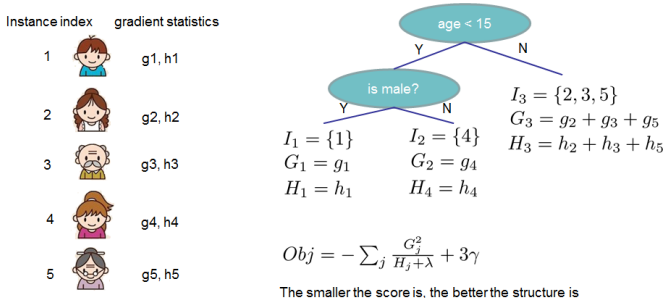 Instance index gradient statistics
1 g1, h1
2 g2, h2
3 g3, h3
4 g4, h4
5 g5, h5
age < 15
Y N
is male?
Y N
I₁ = {1}
G₁ = g₁
H₁ = h₁
I₂ = {4}
G₂ = g₄
H₄ = h₄
I₃ = {2, 3, 5}
G₃ = g₂ + g₃ + g₅
H₃ = h₂ + h₃ + h₅
Obj = −∑ⱼ Gⱼ²/(Hⱼ+λ) + 3γ
The smaller the score is, the better the structure is